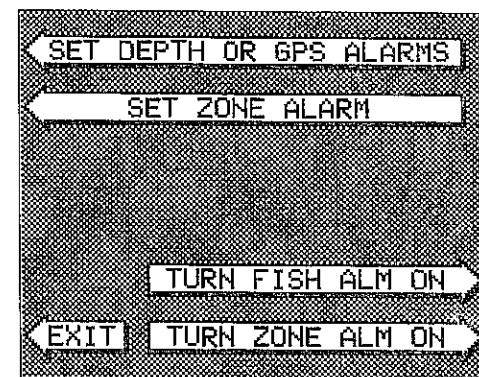 SET DEPTH OR GPS ALARMS
SET ZONE ALARM
TURN FISH ALM ON
EXIT TURN ZONE ALM ON